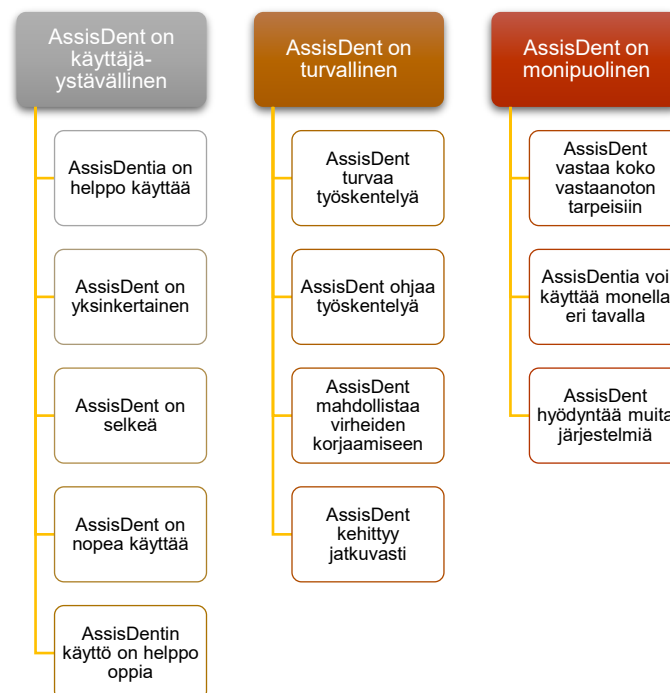 AssisDent on
käyttäjä-
ystävällinen
AssisDentia on
helppo käyttää
AssisDent on
yksinkertainen
AssisDent on
selkeä
AssisDent on
nopea käyttää
AssisDentin
käyttö on helppo
oppia
AssisDent on
turvallinen
AssisDent
turvaa
työskentelyä
AssisDent ohjaa
työskentelyä
AssisDent
mahdollistaa
virheiden
korjaamiseen
AssisDent
kehittyy
jatkuvasti
AssisDent on
monipuolinen
AssisDent
vastaa koko
vastaanoton
tarpeisiin
AssisDentia voi
käyttää monella
eri tavalla
AssisDent
hyödyntää muita
järjestelmiä